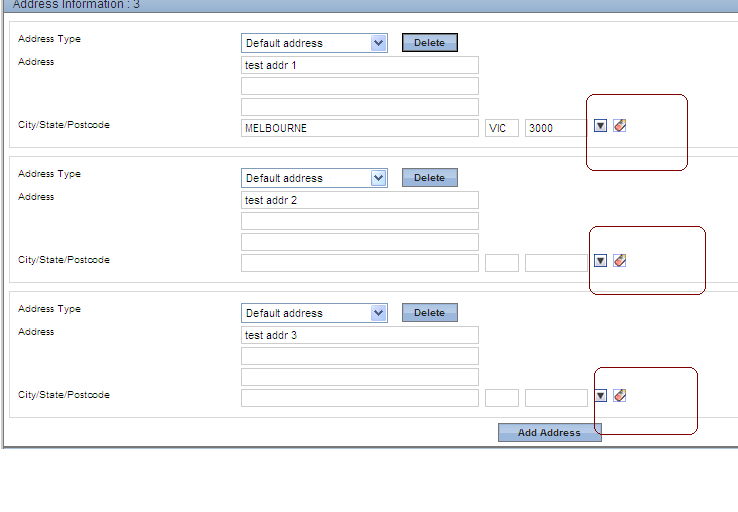 Address Information : 3
Address Type Default address Delete
Address test addr 1
City/State/Postcode MELBOURNE VIC 3000
Address Type Default address Delete
Address test addr 2
City/State/Postcode
Address Type Default address Delete
Address test addr 3
City/State/Postcode
Add Address